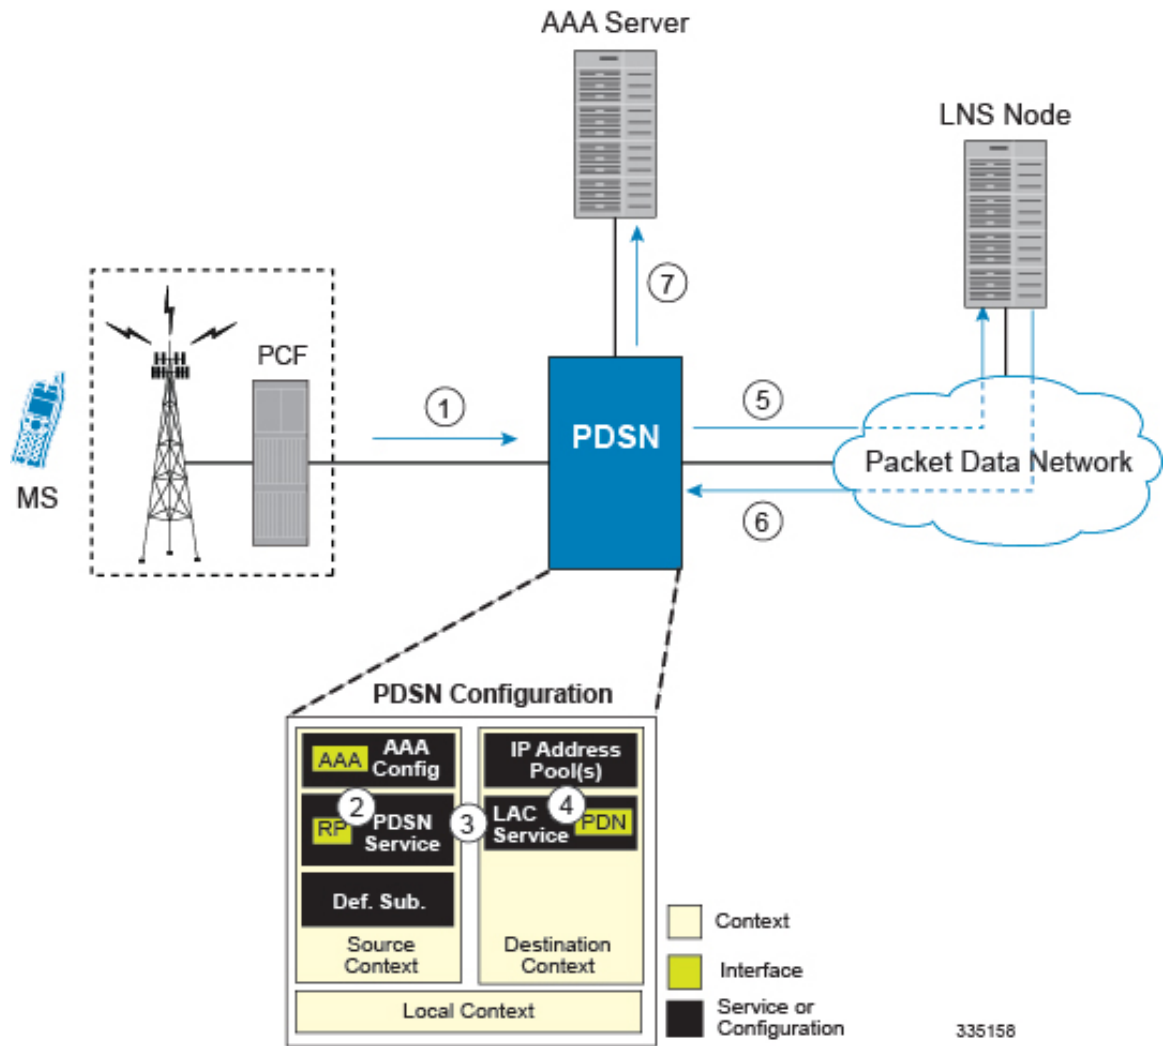 AAA Server
LNS Node
7
PCF
1
5
PDSN
Packet Data Network
MS
6
PDSN Configuration
AAA
AAA
Config
2
RP
PDSN
Service
Def. Sub.
Source
Context
3
IP Address
Pool(s)
4
LAC
Service
PDN
Destination
Context
Local Context
Context
Interface
Service or
Configuration
335158